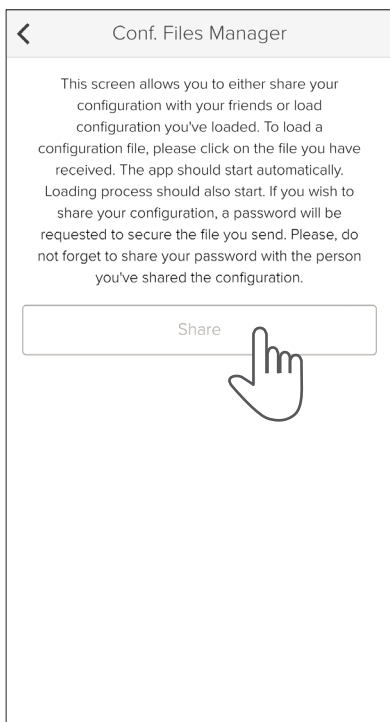 Conf. Files Manager
This screen allows you to either share your
configuration with your friends or load
configuration you've loaded. To load a
configuration file, please click on the file you have
received. The app should start automatically.
Loading process should also start. If you wish to
share your configuration, a password will be
requested to secure the file you send. Please, do
not forget to share your password with the person
you've shared the configuration.
Share